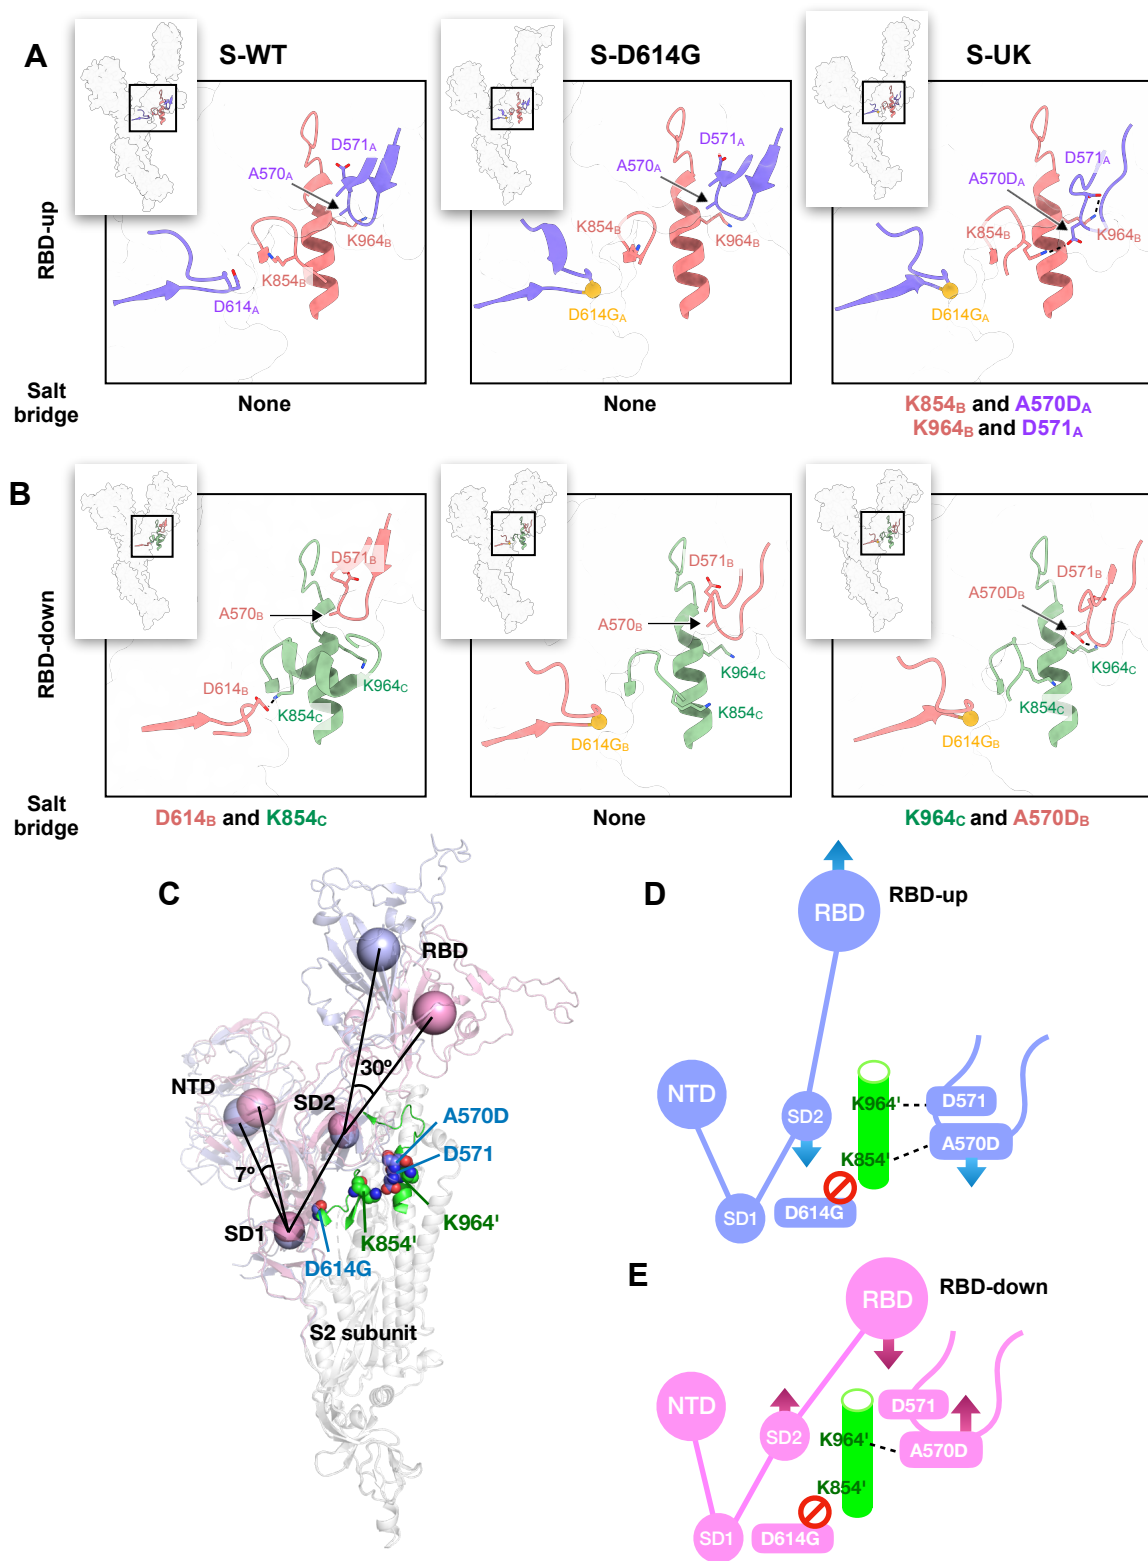 A
S-WT
S-D614G
S-UK
RBD-up
D571A
A570A
K964B
K854B
D614A
D571A
A570A
K854B
K964B
D614GA
D571A
A570DA
K854B
K964B
D614GA
Salt
bridge
None
None
K854B and A570DA
K964B and D571A
B
RBD-down
D571B
A570B
D614B
K964C
K854C
D571B
A570B
K964C
K854C
D614GB
D571B
A570DB
K964C
K854C
D614GB
Salt
bridge
D614B and K854C
None
K964C and A570DB
C
RBD
30º
NTD
SD2
A570D
D571
7º
SD1
K964'
K854'
D614G
S2 subunit
D
RBD-up
RBD
NTD
SD2
K964'
D571
A570D
K854'
SD1
D614G
E
RBD-down
RBD
NTD
D571
SD2
K964'
A570D
K854'
SD1
D614G